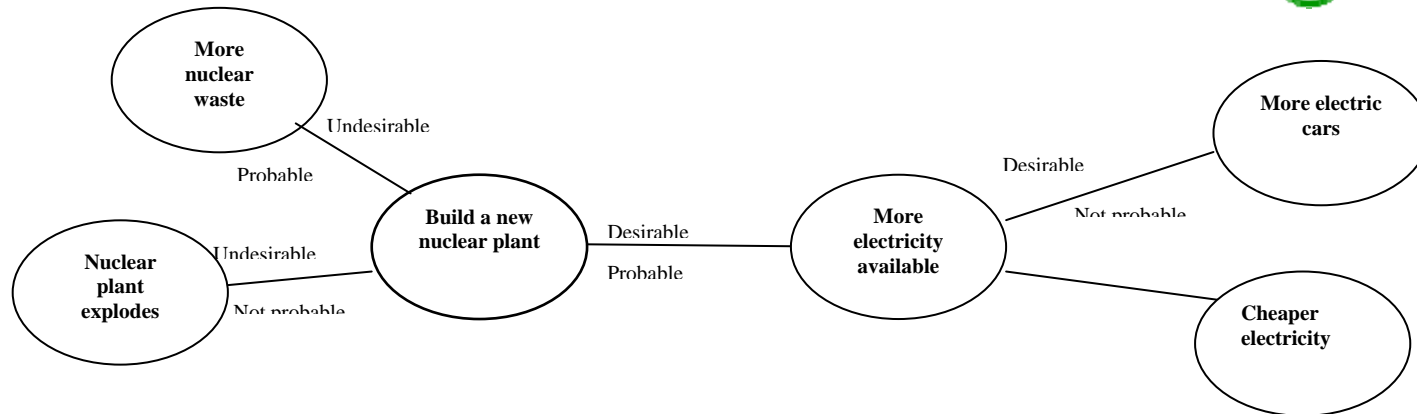 More
nuclear
waste
Undesirable
Probable
Nuclear
plant
explodes
Undesirable
Not probable
Build a new
nuclear plant
Desirable
Probable
More
electricity
available
Desirable
Not probable
More electric
cars
Cheaper
electricity